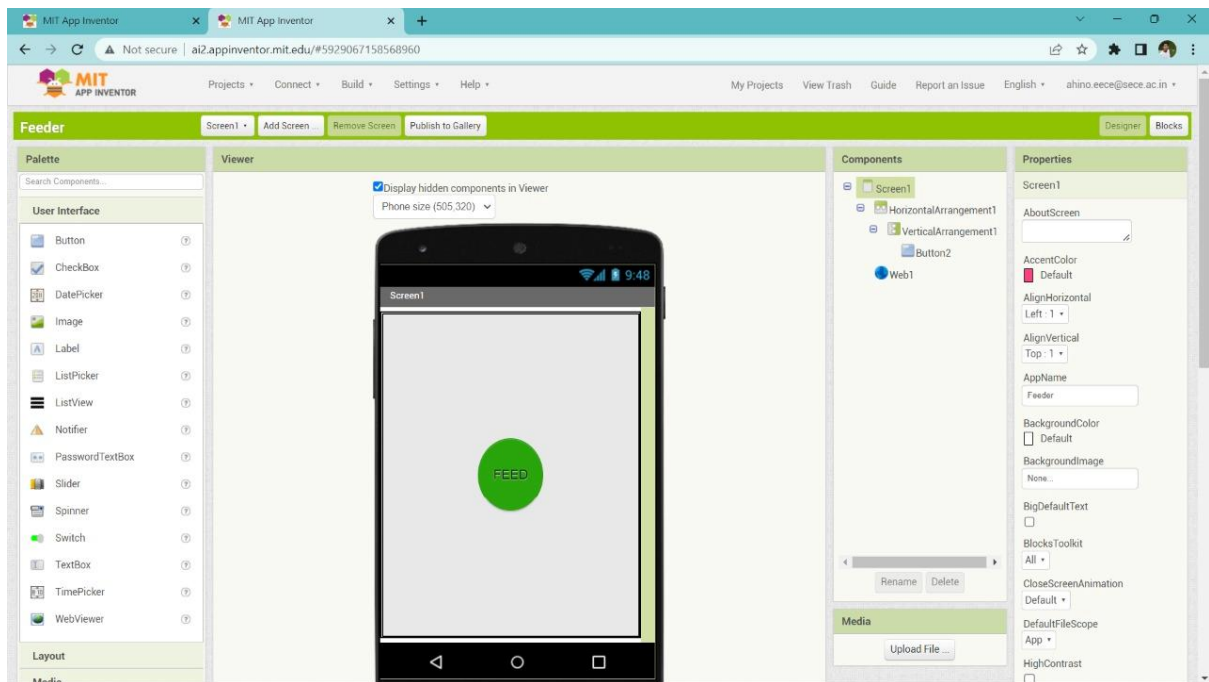 MIT App Inventor
MIT App Inventor
Not secure
ai2.appinventor.mit.edu/#5929067158568960
MIT
APP INVENTOR
Projects
Connect
Build
Settings
Help
My Projects
View Trash
Guide
Report an Issue
English
ahino.eece@sece.ac.in
Feeder
Screen1
Add Screen ...
Remove Screen
Publish to Gallery
Designer
Blocks
Palette
Search Components...
User Interface
Button
CheckBox
DatePicker
Image
Label
ListPicker
ListView
Notifier
PasswordTextBox
Slider
Spinner
Switch
TextBox
TimePicker
WebViewer
Layout
Media
Viewer
Display hidden components in Viewer
Phone size (505,320)
9:48
Screen1
FEED
Components
Screen1
HorizontalArrangement1
VerticalArrangement1
Button2
Web1
Rename
Delete
Media
Upload File ...
Properties
Screen1
AboutScreen
AccentColor
Default
AlignHorizontal
Left : 1
AlignVertical
Top : 1
AppName
Feeder
BackgroundColor
Default
BackgroundImage
None...
BigDefaultText
BlocksToolkit
All
CloseScreenAnimation
Default
DefaultFileScope
App
HighContrast